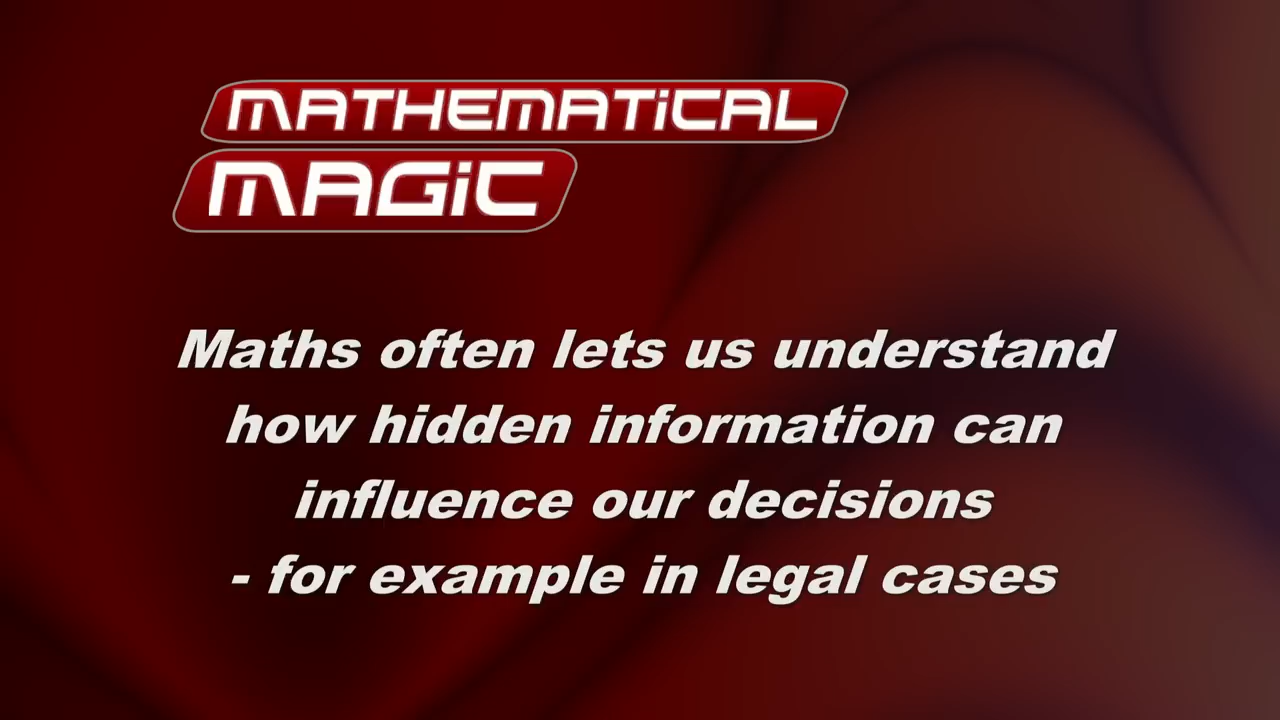 MATHEMATiCAL
MAGiC
Maths often lets us understand
how hidden information can
influence our decisions
- for example in legal cases